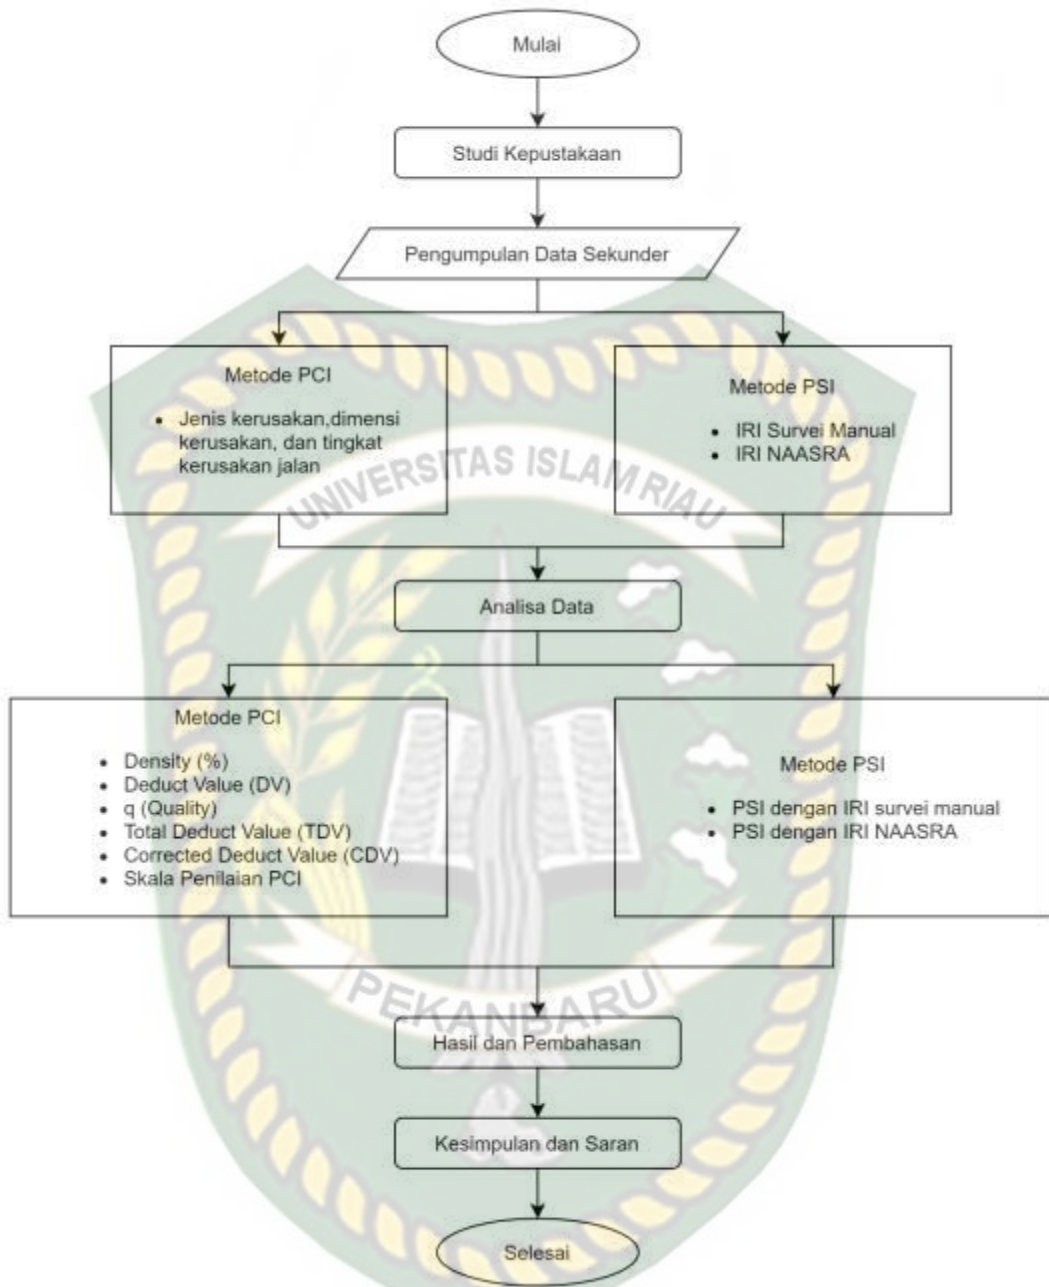 Mulai
Studi Kepustakaan
Pengumpulan Data Sekunder
Metode PCI
• Jenis kerusakan,dimensi
kerusakan, dan tingkat
kerusakan jalan
Metode PSI
• IRI Survei Manual
• IRI NAASRA
UNIVERSITAS ISLAM RIAU
Analisa Data
Metode PCI
• Density (%)
• Deduct Value (DV)
• q (Quality)
• Total Deduct Value (TDV)
• Corrected Deduct Value (CDV)
• Skala Penilaian PCI
Metode PSI
• PSI dengan IRI survei manual
• PSI dengan IRI NAASRA
PEKANBARU
Hasil dan Pembahasan
Kesimpulan dan Saran
Selesai